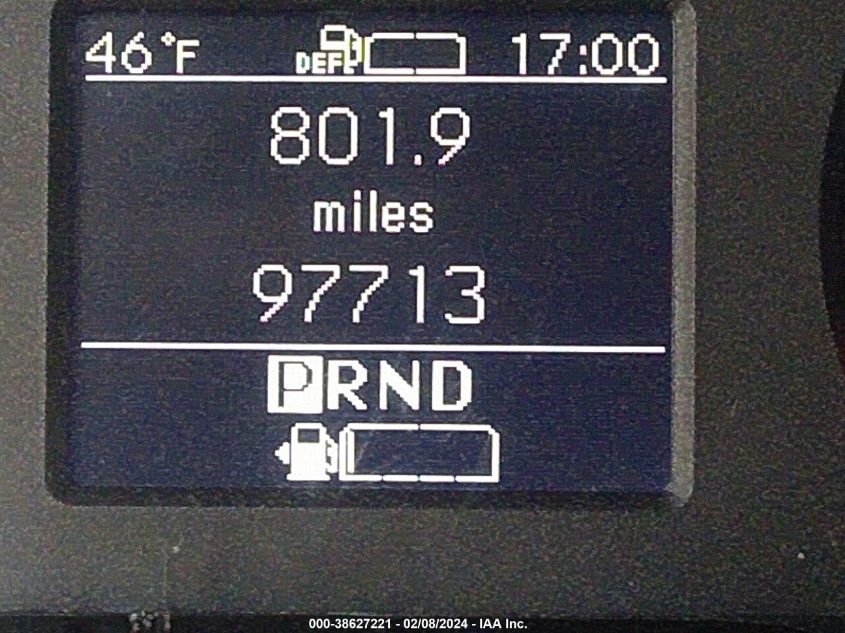 46°F DEF 17:00
801.9
miles
97713
PRND
000-38627221 - 02/08/2024 - IAA Inc.